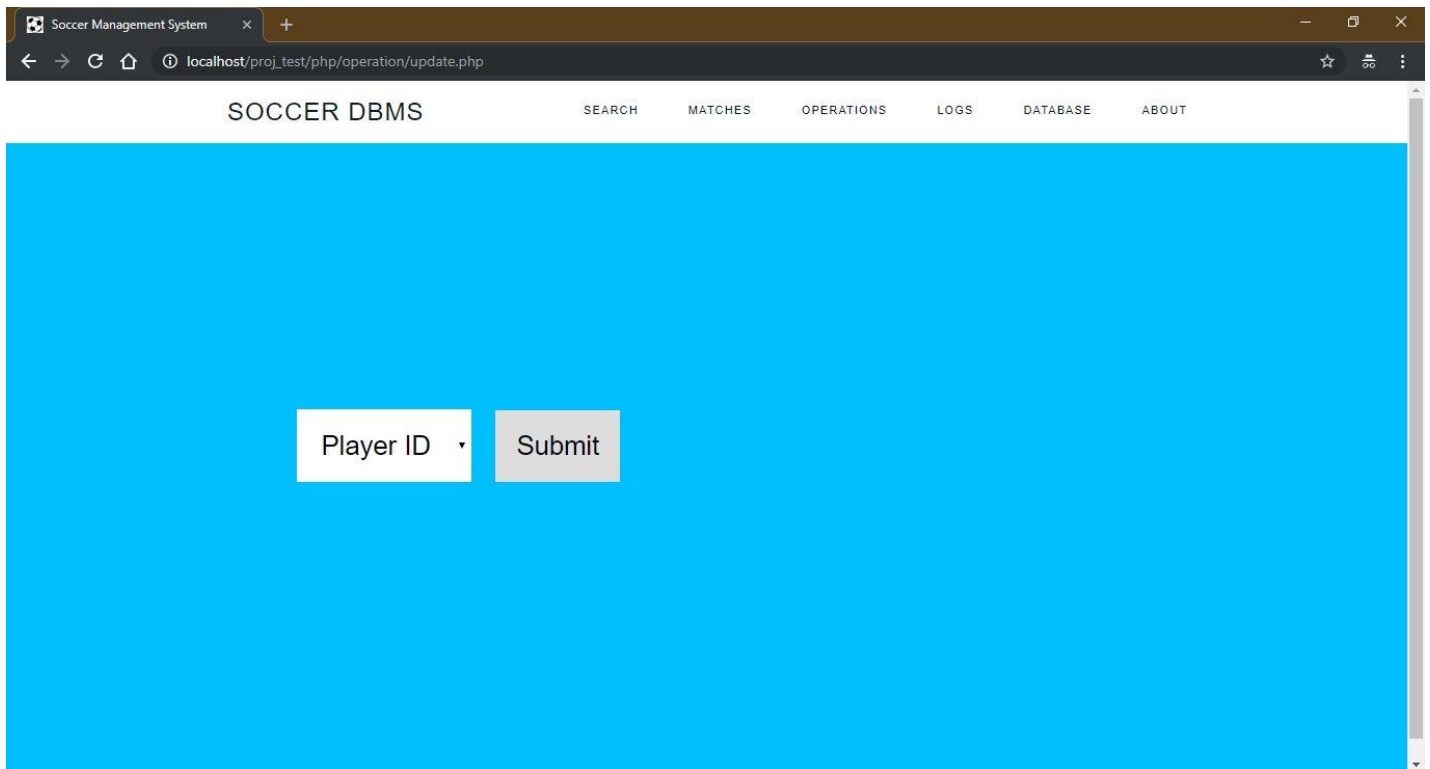 Soccer Management System
localhost/proj_test/php/operation/update.php
SOCCER DBMS SEARCH MATCHES OPERATIONS LOGS DATABASE ABOUT
Player ID Submit